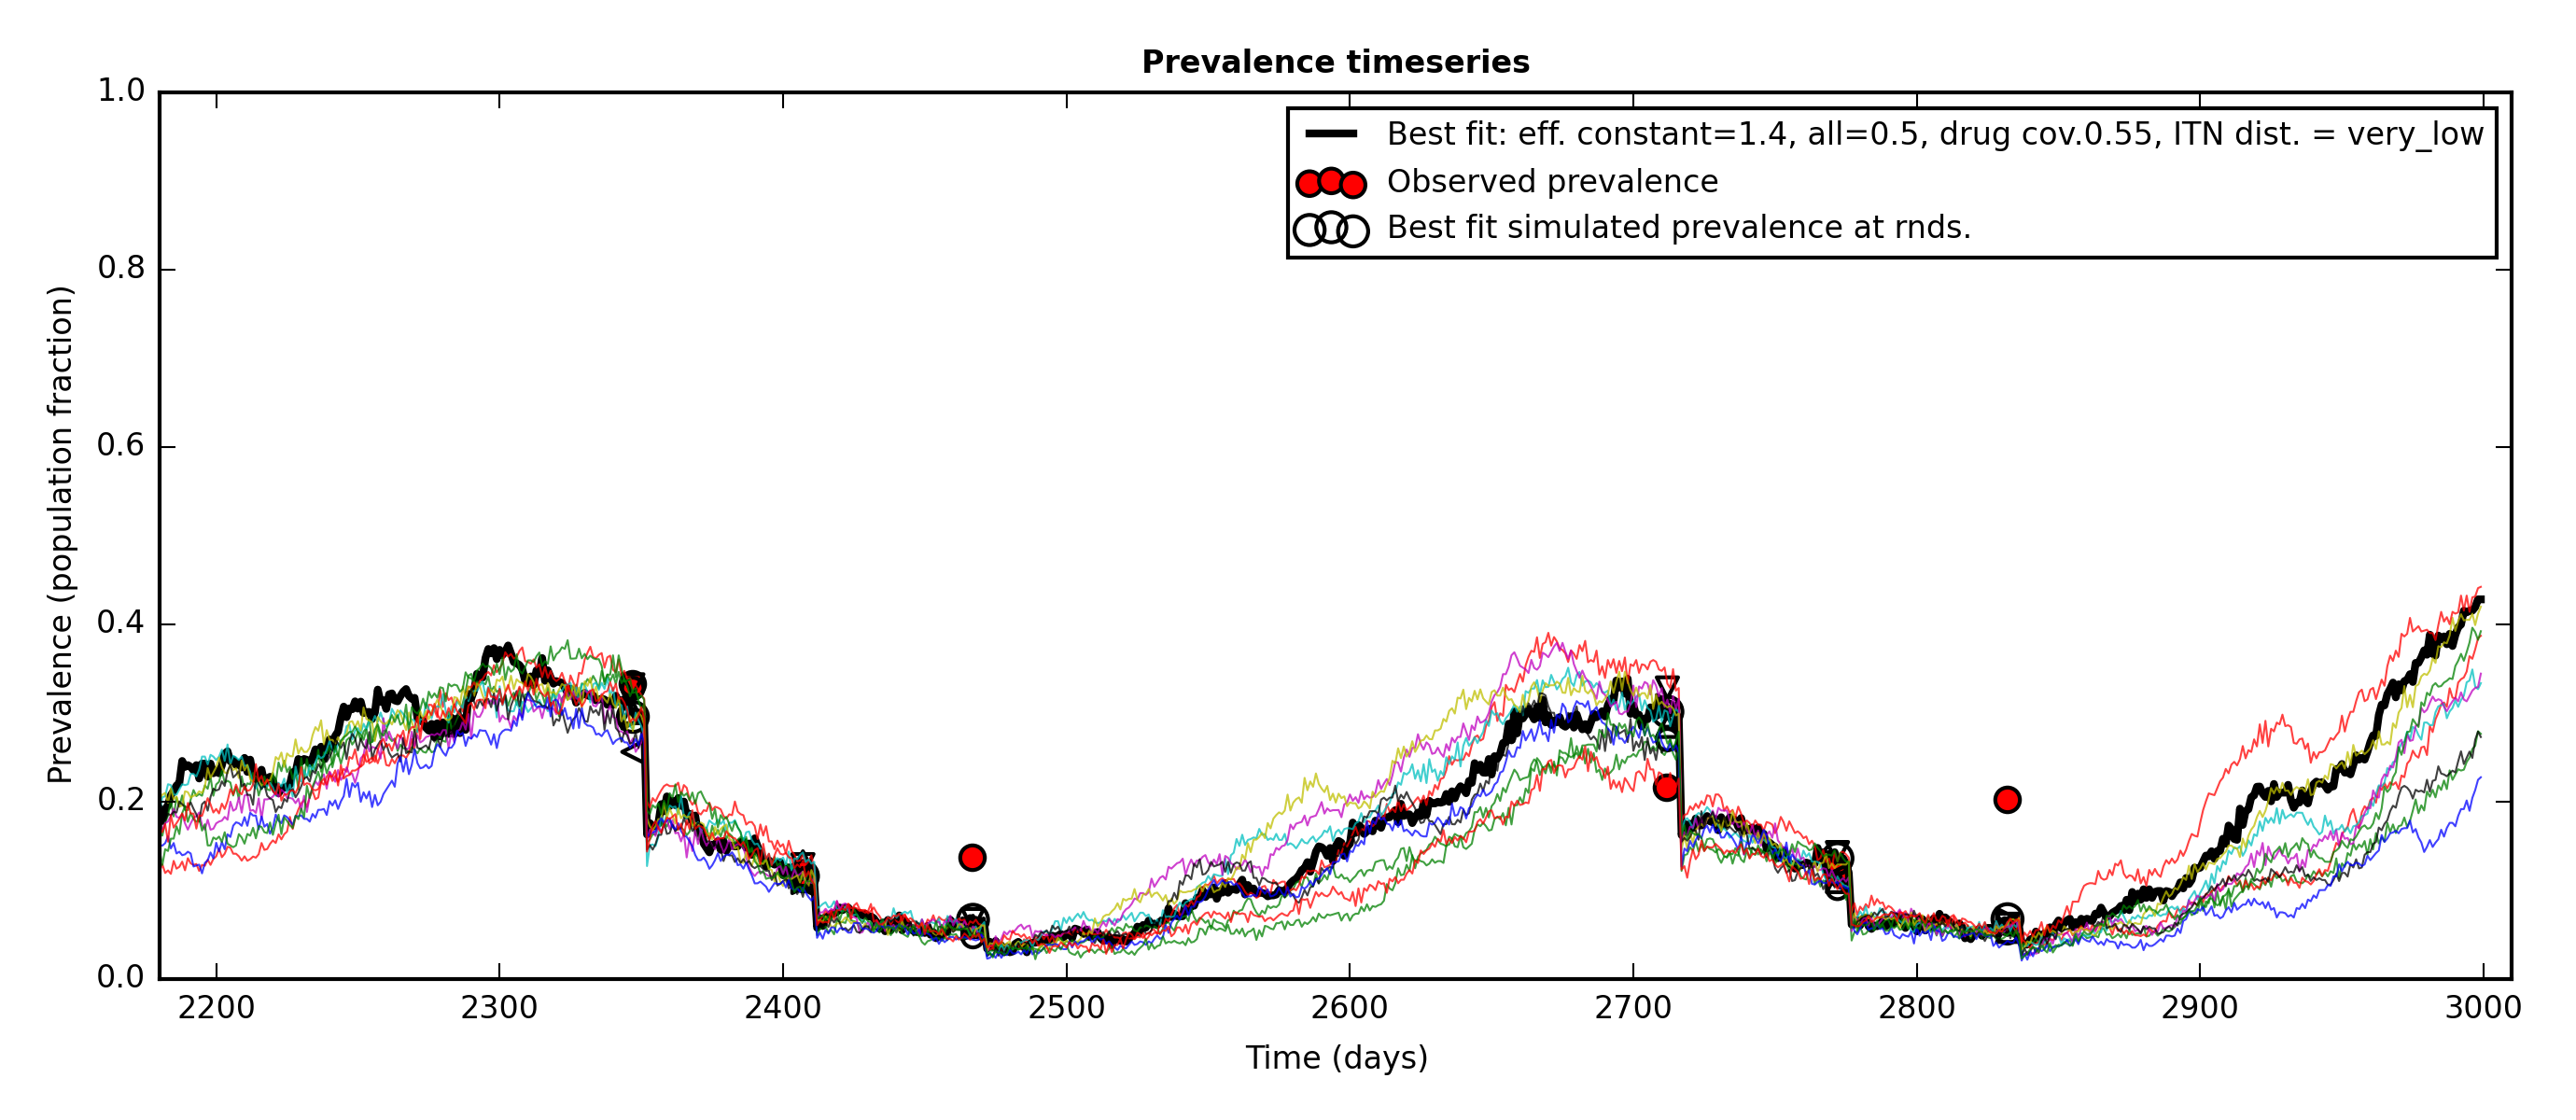 Prevalence timeseries
1.0
0.8
0.6
0.4
0.2
0.0
Prevalence (population fraction)
Best fit: eff. constant=1.4, all=0.5, drug cov.0.55, ITN dist. = very_low
Observed prevalence
Best fit simulated prevalence at rnds.
2200 2300 2400 2500 2600 2700 2800 2900 3000
Time (days)